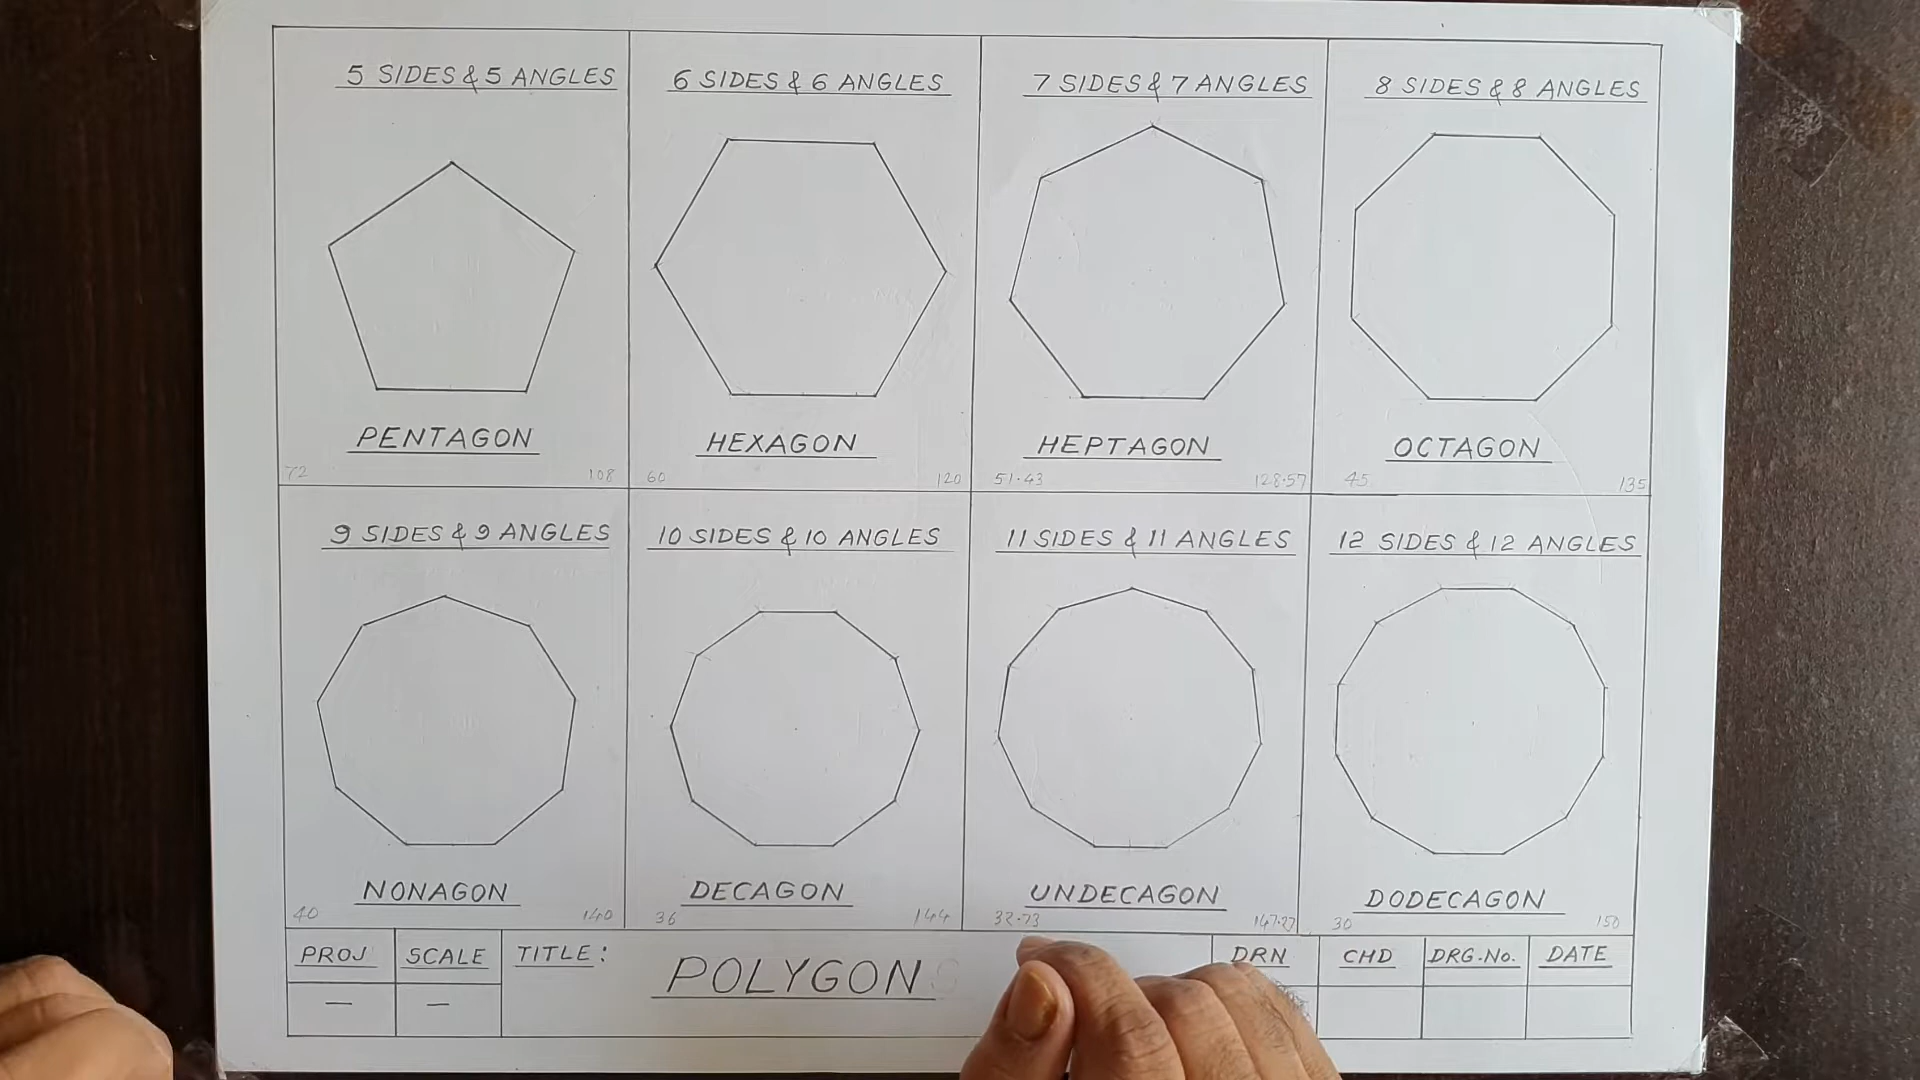 5 SIDES & 5 ANGLES
PENTAGON
72 108
6 SIDES & 6 ANGLES
HEXAGON
60 120
7 SIDES & 7 ANGLES
HEPTAGON
51.43 128.57
8 SIDES & 8 ANGLES
OCTAGON
45 135
9 SIDES & 9 ANGLES
NONAGON
40 140
10 SIDES & 10 ANGLES
DECAGON
36 144
11 SIDES & 11 ANGLES
UNDECAGON
32.73 147.27
12 SIDES & 12 ANGLES
DODECAGON
30 150
PROJ
—
SCALE
—
TITLE:
POLYGONS
DRN
CHD
DRG.No.
DATE